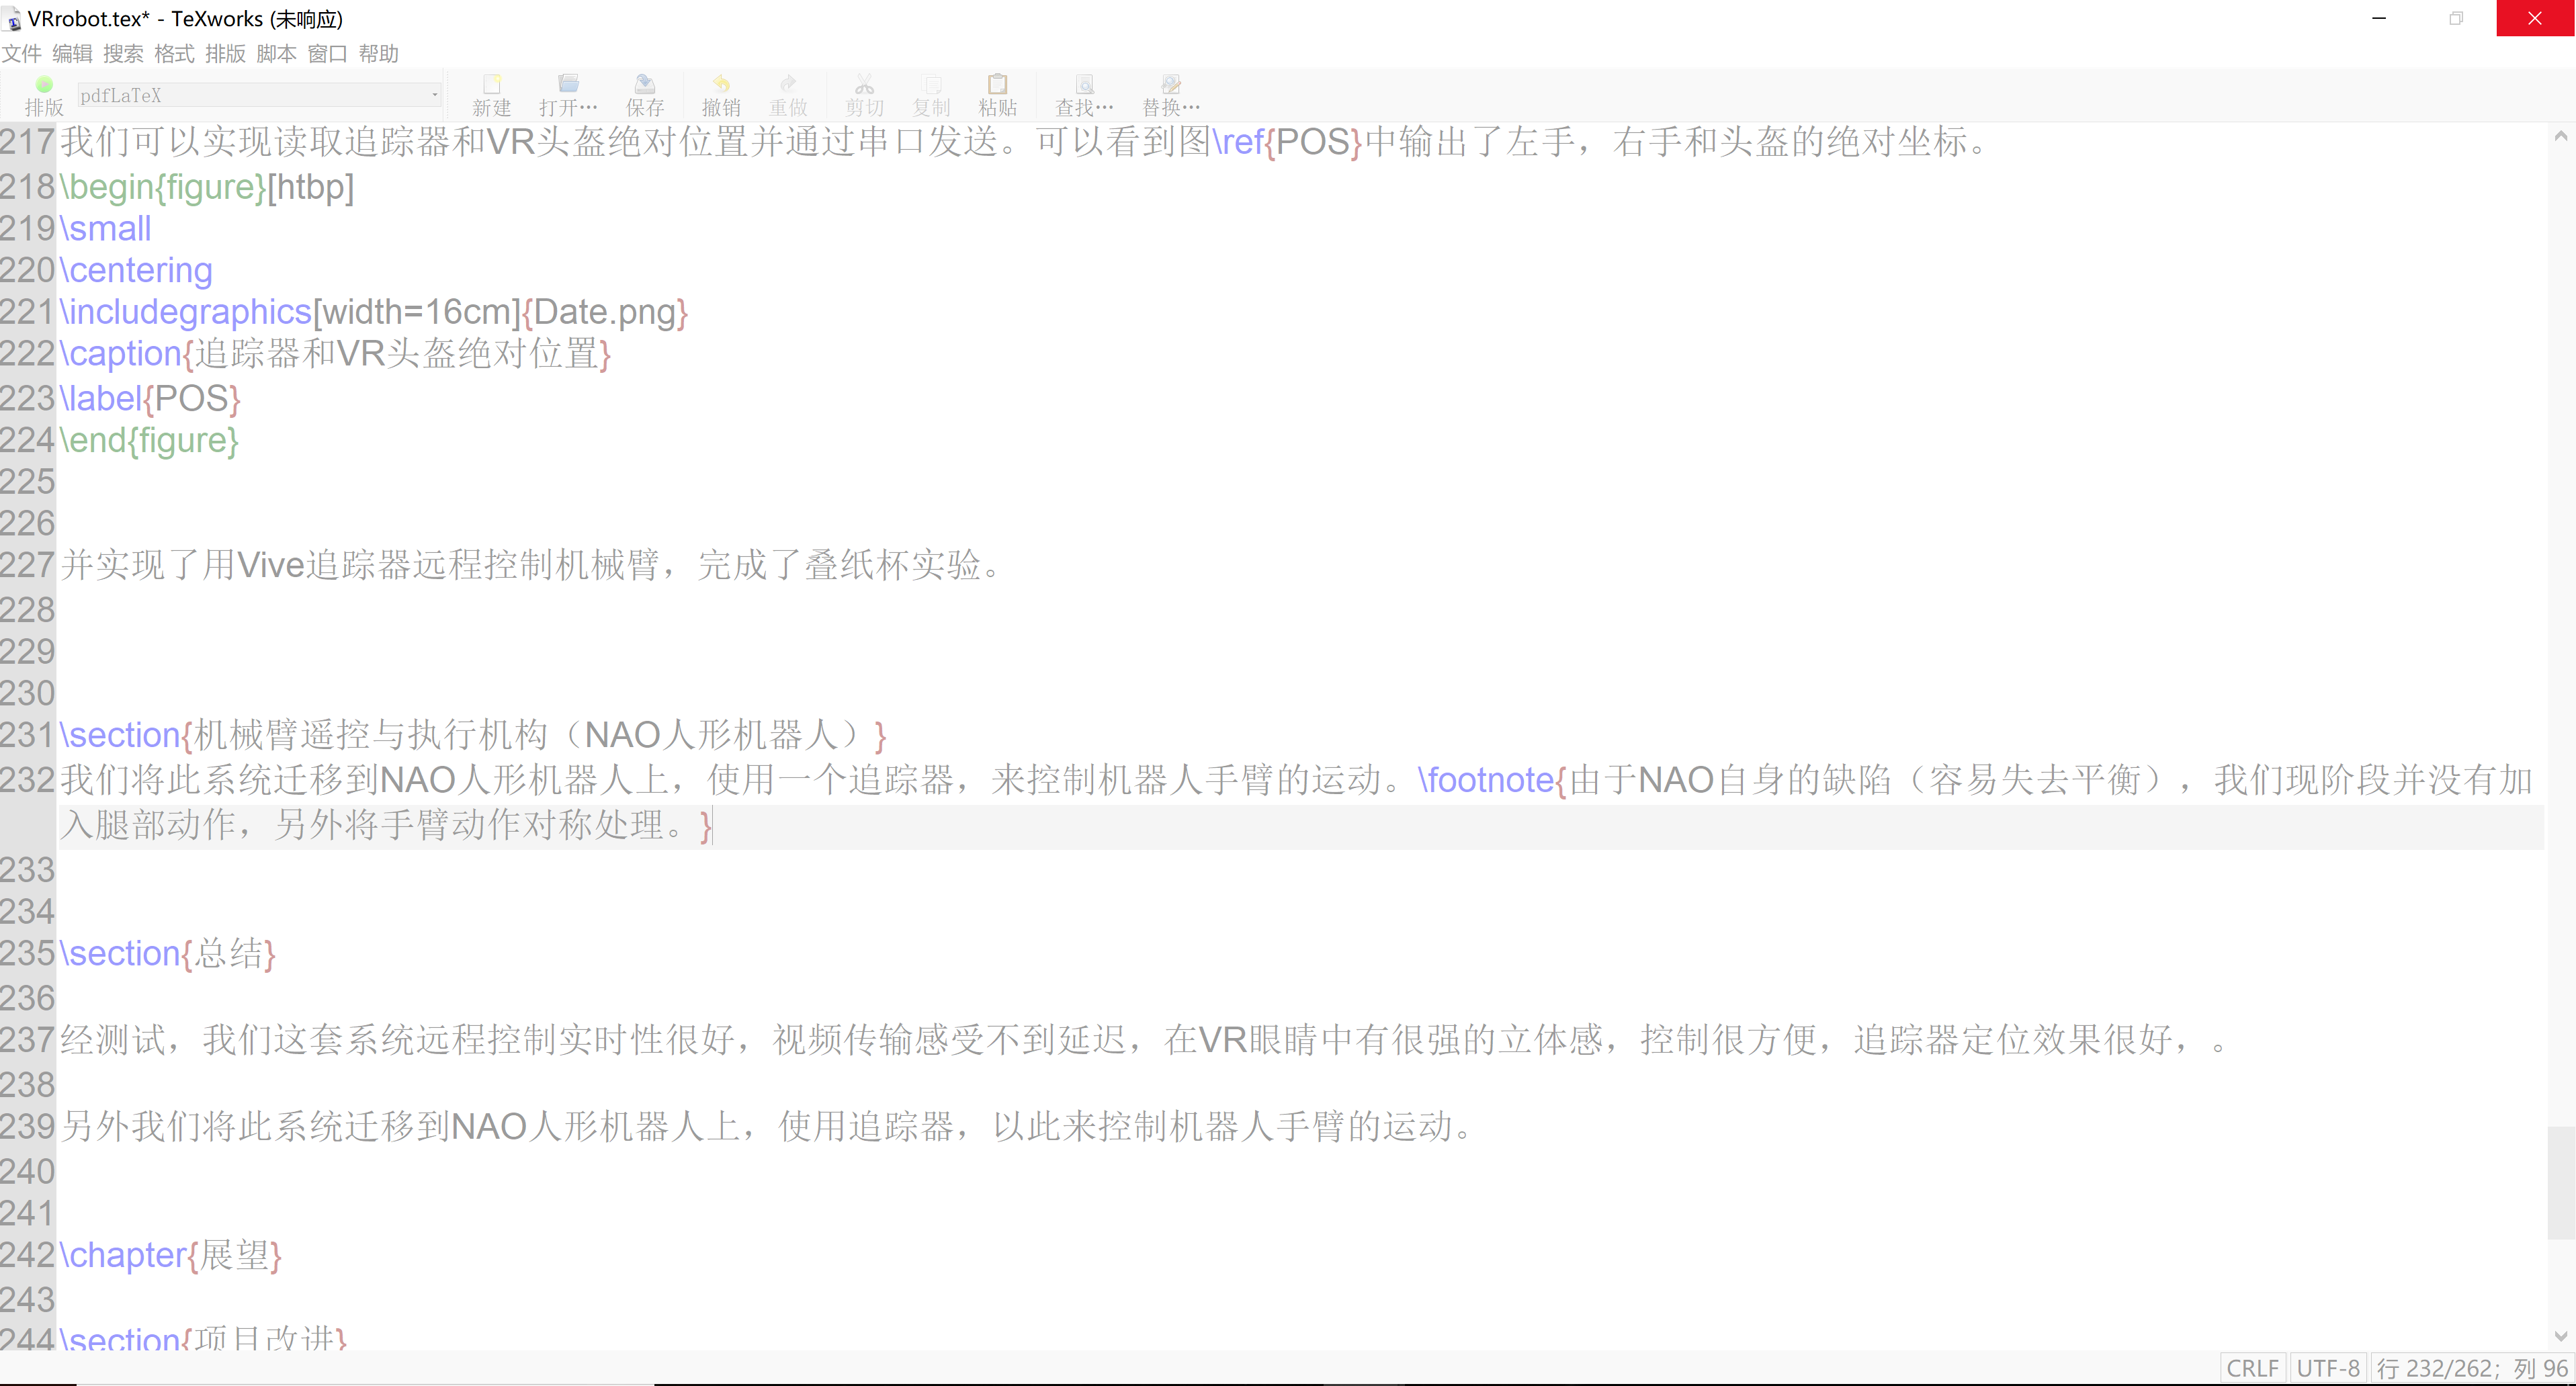 VRrobot.tex* - TeXworks (未响应)
文件 编辑 搜索 格式 排版 脚本 窗口 帮助
排版 pdfLaTeX 新建 打开… 保存 撤销 重做 剪切 复制 粘贴 查找… 替换…
217 我们可以实现读取追踪器和VR头盔绝对位置并通过串口发送。可以看到图\ref{POS}中输出了左手，右手和头盔的绝对坐标。
218 \begin{figure}[htbp]
219 \small
220 \centering
221 \includegraphics[width=16cm]{Date.png}
222 \caption{追踪器和VR头盔绝对位置}
223 \label{POS}
224 \end{figure}
225
226
227 并实现了用Vive追踪器远程控制机械臂，完成了叠纸杯实验。
228
229
230
231 \section{机械臂遥控与执行机构（NAO人形机器人）}
232 我们将此系统迁移到NAO人形机器人上，使用一个追踪器，来控制机器人手臂的运动。\footnote{由于NAO自身的缺陷（容易失去平衡），我们现阶段并没有加
入腿部动作，另外将手臂动作对称处理。}
233
234
235 \section{总结}
236
237 经测试，我们这套系统远程控制实时性很好，视频传输感受不到延迟，在VR眼睛中有很强的立体感，控制很方便，追踪器定位效果很好，。
238
239 另外我们将此系统迁移到NAO人形机器人上，使用追踪器，以此来控制机器人手臂的运动。
240
241
242 \chapter{展望}
243
244 \section{项目改进}
CRLF UTF-8 行 232/262；列 96